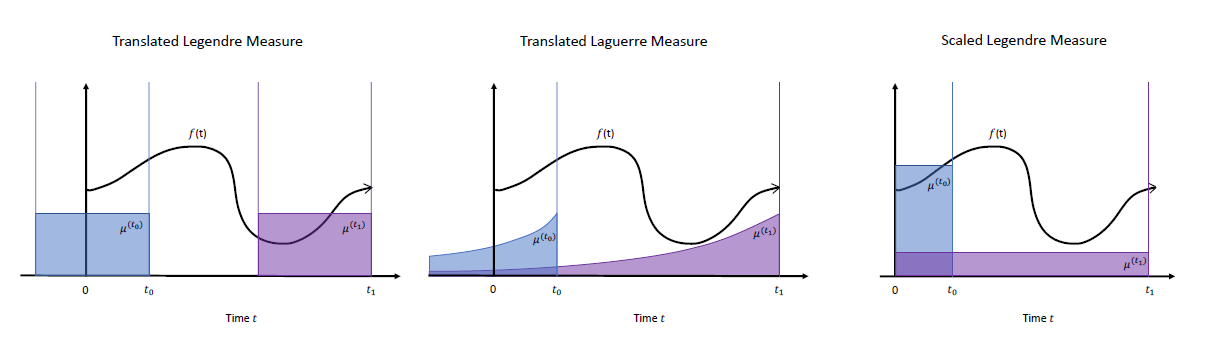 Translated Legendre Measure
f(t)
μ^(t₀)
μ^(t₁)
0
t₀
t₁
Time t
Translated Laguerre Measure
f(t)
μ^(t₀)
μ^(t₁)
0
t₀
t₁
Time t
Scaled Legendre Measure
f(t)
μ^(t₀)
μ^(t₁)
0
t₀
t₁
Time t